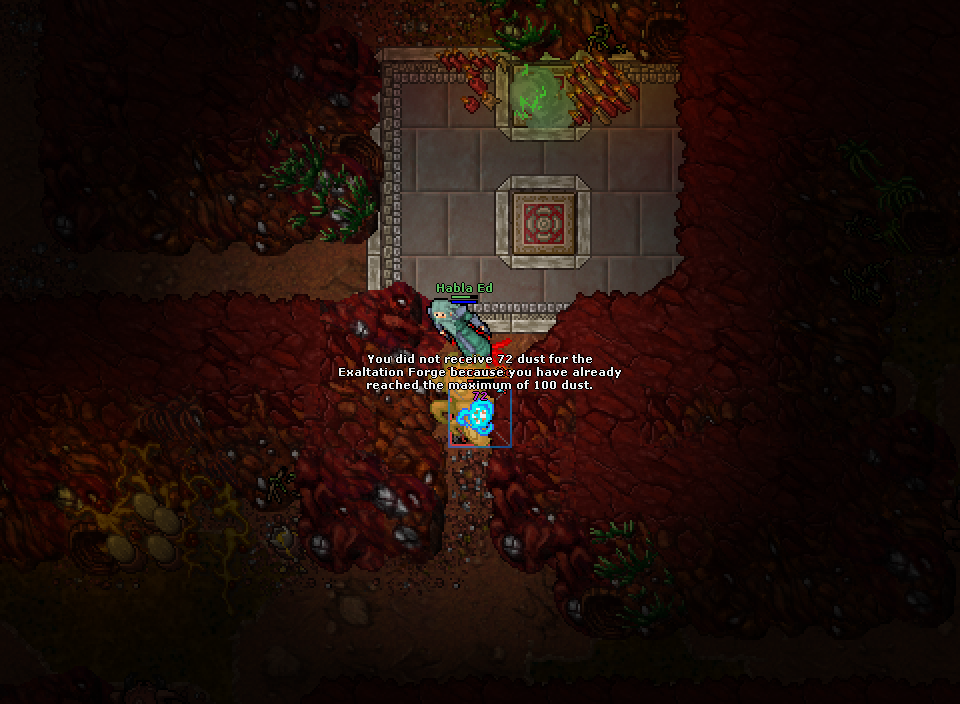 Habla Ed
You did not receive 72 dust for the
Exaltation Forge because you have already
reached the maximum of 100 dust.
72